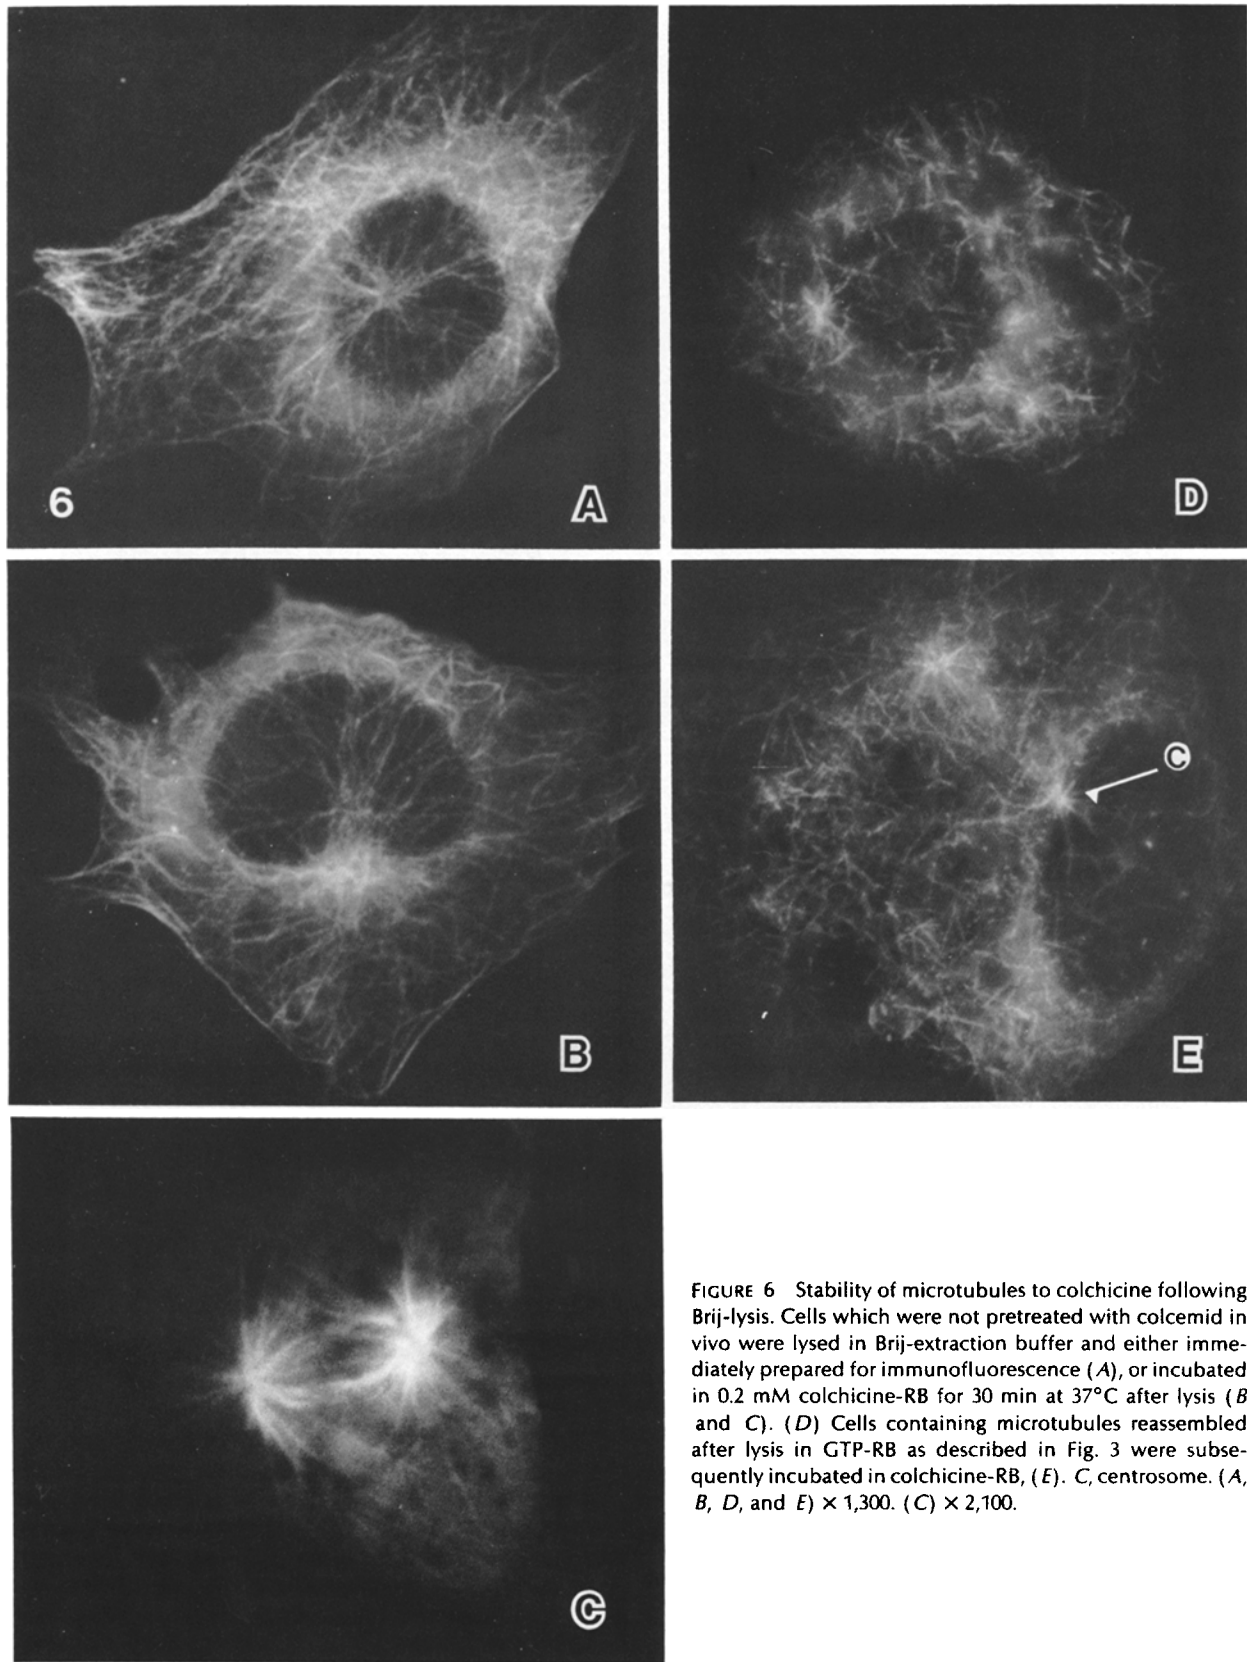 6
A
D
B
C
E
C
FIGURE 6 Stability of microtubules to colchicine following
Brij-lysis. Cells which were not pretreated with colcemid in
vivo were lysed in Brij-extraction buffer and either imme-
diately prepared for immunofluorescence (A), or incubated
in 0.2 mM colchicine-RB for 30 min at 37°C after lysis (B
and C). (D) Cells containing microtubules reassembled
after lysis in GTP-RB as described in Fig. 3 were subse-
quently incubated in colchicine-RB, (E). C, centrosome. (A,
B, D, and E) × 1,300. (C) × 2,100.